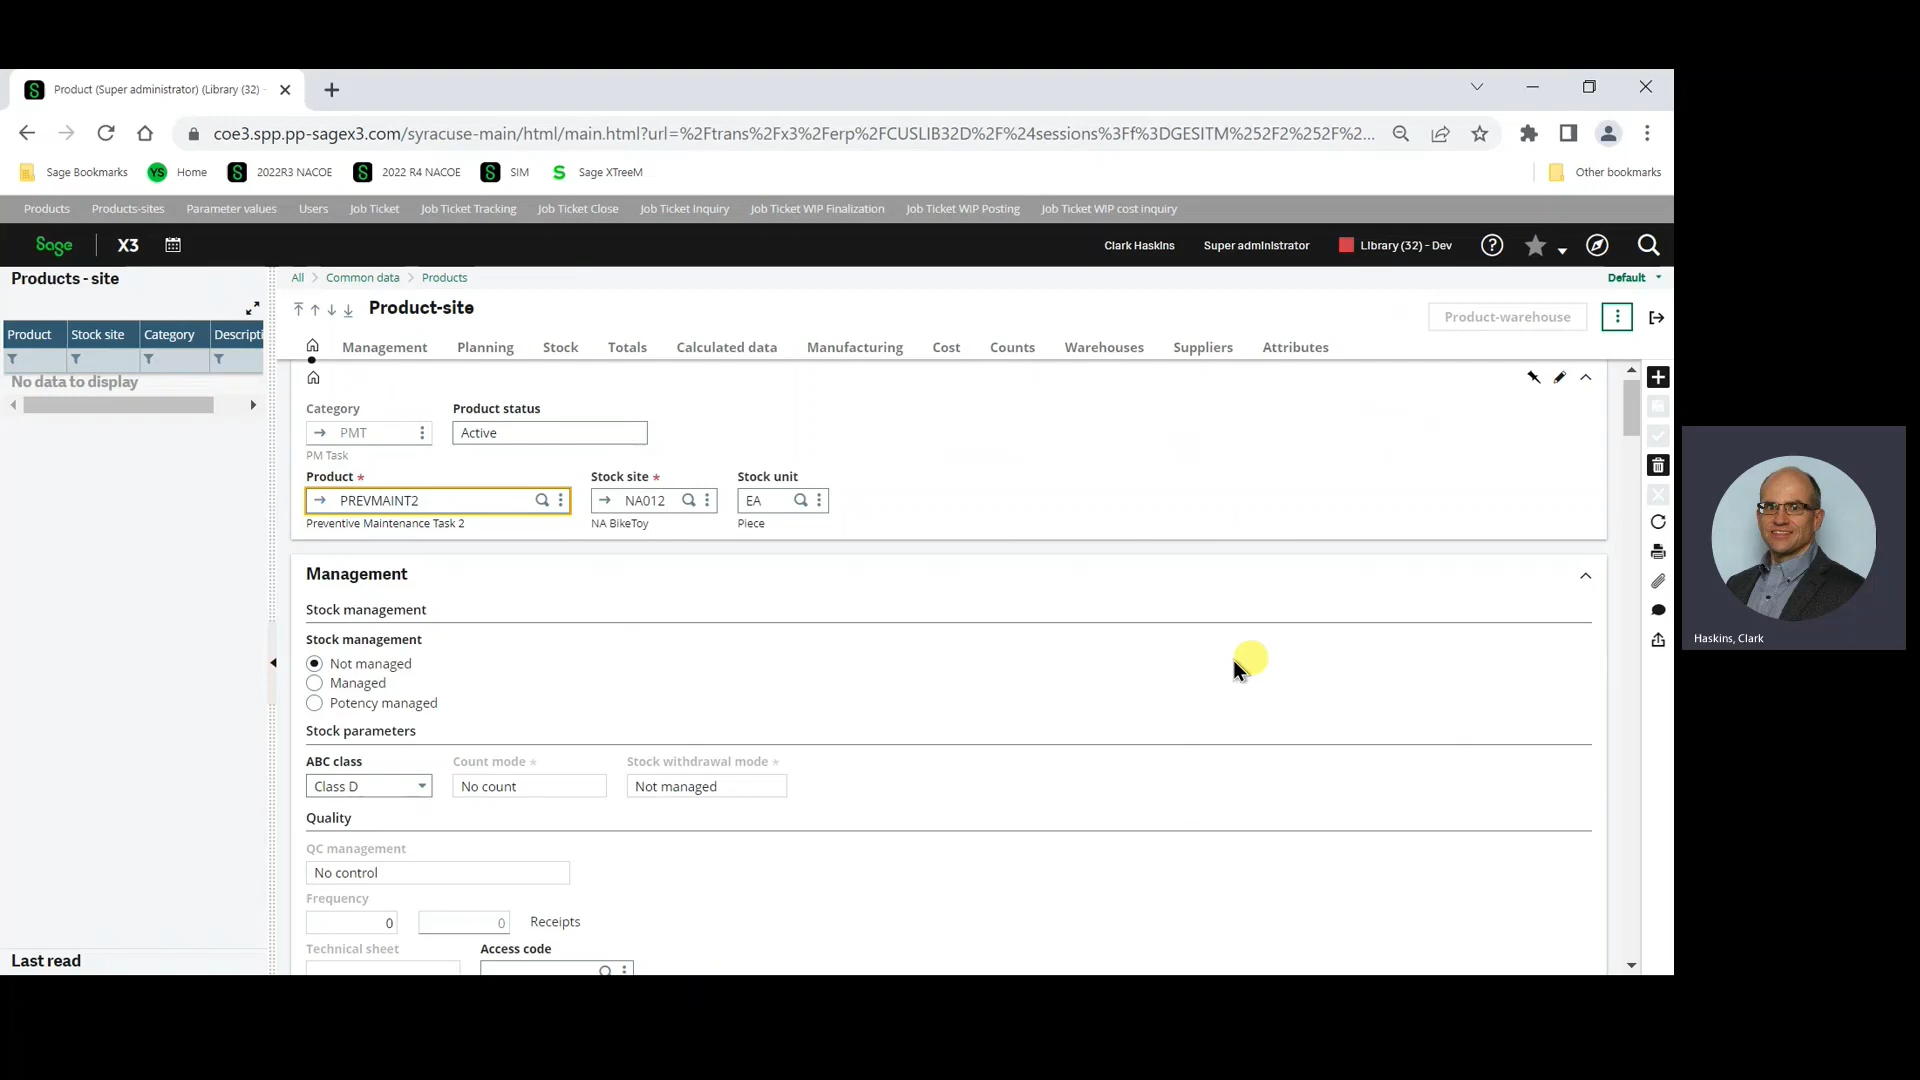 Product (Super administrator) (Library (32) -
coe3.spp.pp-sagex3.com/syracuse-main/html/main.html?url=%2Ftrans%2Fx3%2Ferp%2FCUSLIB32D%2F%24sessions%3Ff%3DGESITM%252F2%252F%2...
Sage Bookmarks YS Home S 2022R3 NACOE S 2022 R4 NACOE S SIM S Sage XTreeM Other bookmarks
Products Products-sites Parameter values Users Job Ticket Job Ticket Tracking Job Ticket Close Job Ticket Inquiry Job Ticket WIP Finalization Job Ticket WIP Posting Job Ticket WIP cost inquiry
Sage X3 Clark Haskins Super administrator Library (32) - Dev
Products - site
All Common data Products Default
Product-site
Product-warehouse
Product Stock site Category Descripti
No data to display
Management Planning Stock Totals Calculated data Manufacturing Cost Counts Warehouses Suppliers Attributes
Category Product status
PMT Active
PM Task
Product * Stock site * Stock unit
PREVMAINT2 NA012 EA
Preventive Maintenance Task 2 NA BikeToy Piece
Management
Stock management
Stock management
Not managed
Managed
Potency managed
Stock parameters
ABC class Count mode * Stock withdrawal mode *
Class D No count Not managed
Quality
QC management
No control
Frequency
0 0 Receipts
Technical sheet Access code
Last read
Haskins, Clark